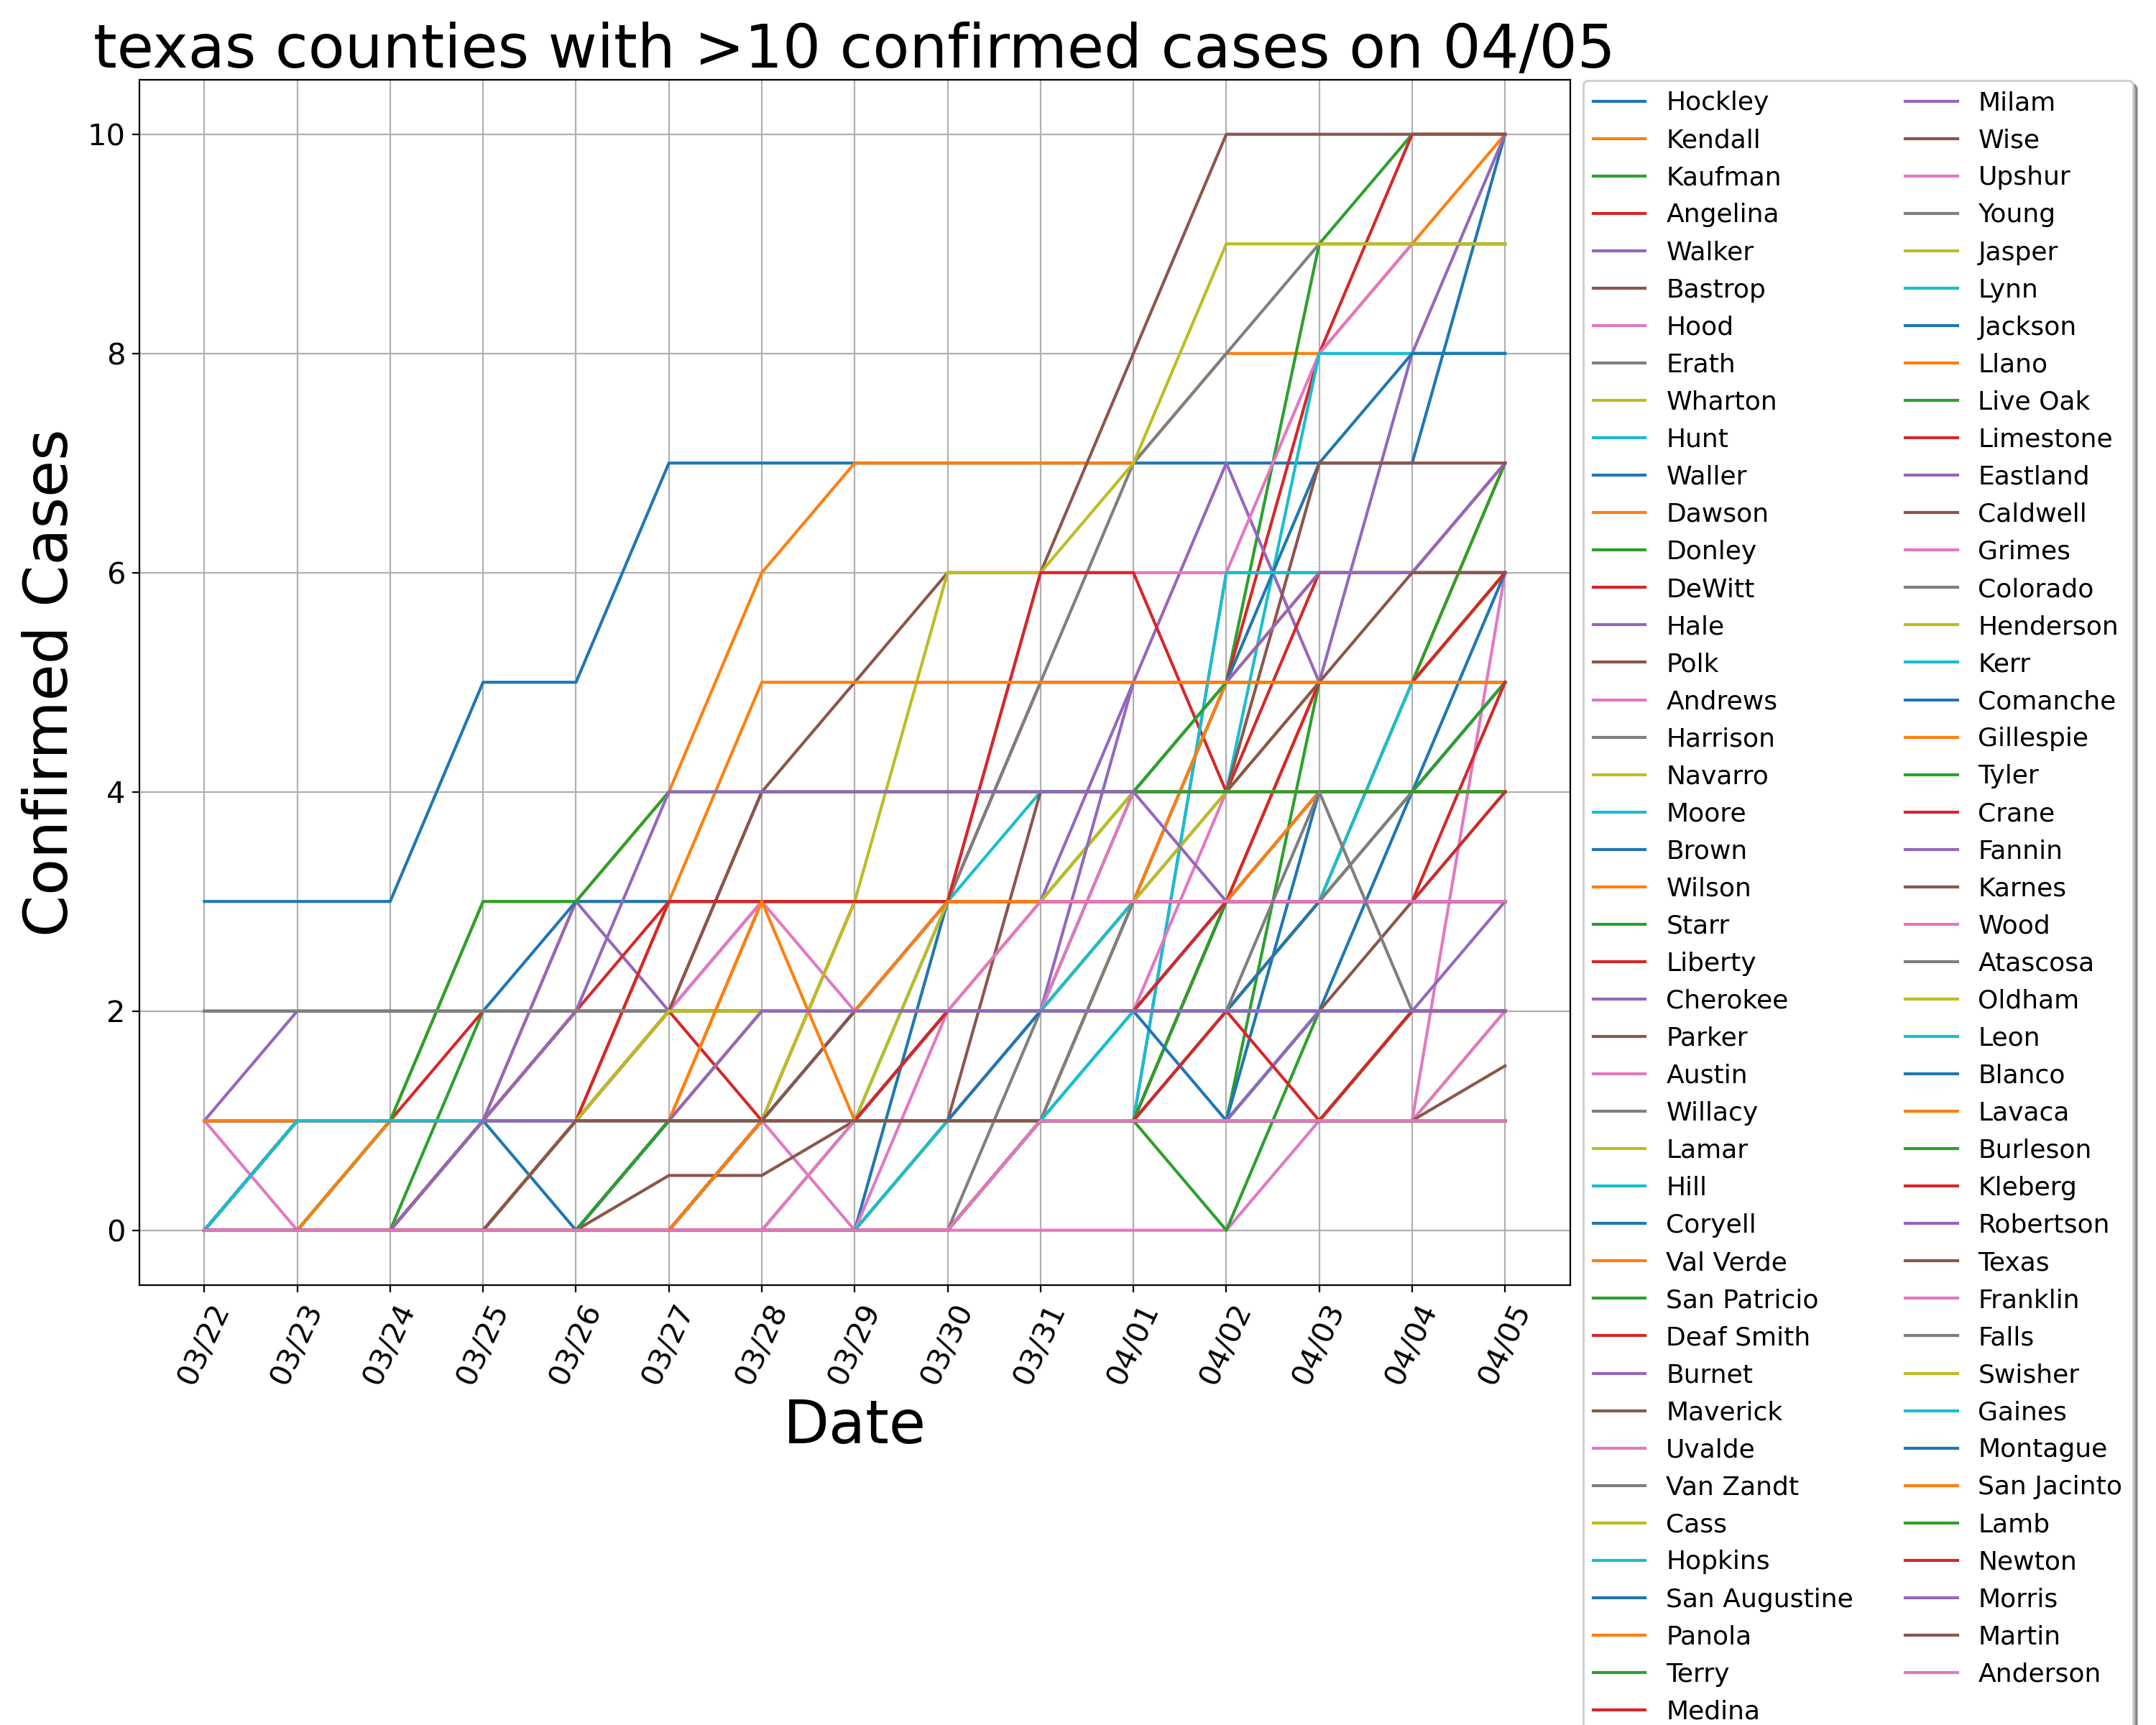 texas counties with >10 confirmed cases on 04/05
Confirmed Cases
10
8
6
4
2
0
03/22
03/23
03/24
03/25
03/26
03/27
03/28
03/29
03/30
03/31
04/01
04/02
04/03
04/04
04/05
Date
Hockley
Kendall
Kaufman
Angelina
Walker
Bastrop
Hood
Erath
Wharton
Hunt
Waller
Dawson
Donley
DeWitt
Hale
Polk
Andrews
Harrison
Navarro
Moore
Brown
Wilson
Starr
Liberty
Cherokee
Parker
Austin
Willacy
Lamar
Hill
Coryell
Val Verde
San Patricio
Deaf Smith
Burnet
Maverick
Uvalde
Van Zandt
Cass
Hopkins
San Augustine
Panola
Terry
Medina
Milam
Wise
Upshur
Young
Jasper
Lynn
Jackson
Llano
Live Oak
Limestone
Eastland
Caldwell
Grimes
Colorado
Henderson
Kerr
Comanche
Gillespie
Tyler
Crane
Fannin
Karnes
Wood
Atascosa
Oldham
Leon
Blanco
Lavaca
Burleson
Kleberg
Robertson
Texas
Franklin
Falls
Swisher
Gaines
Montague
San Jacinto
Lamb
Newton
Morris
Martin
Anderson